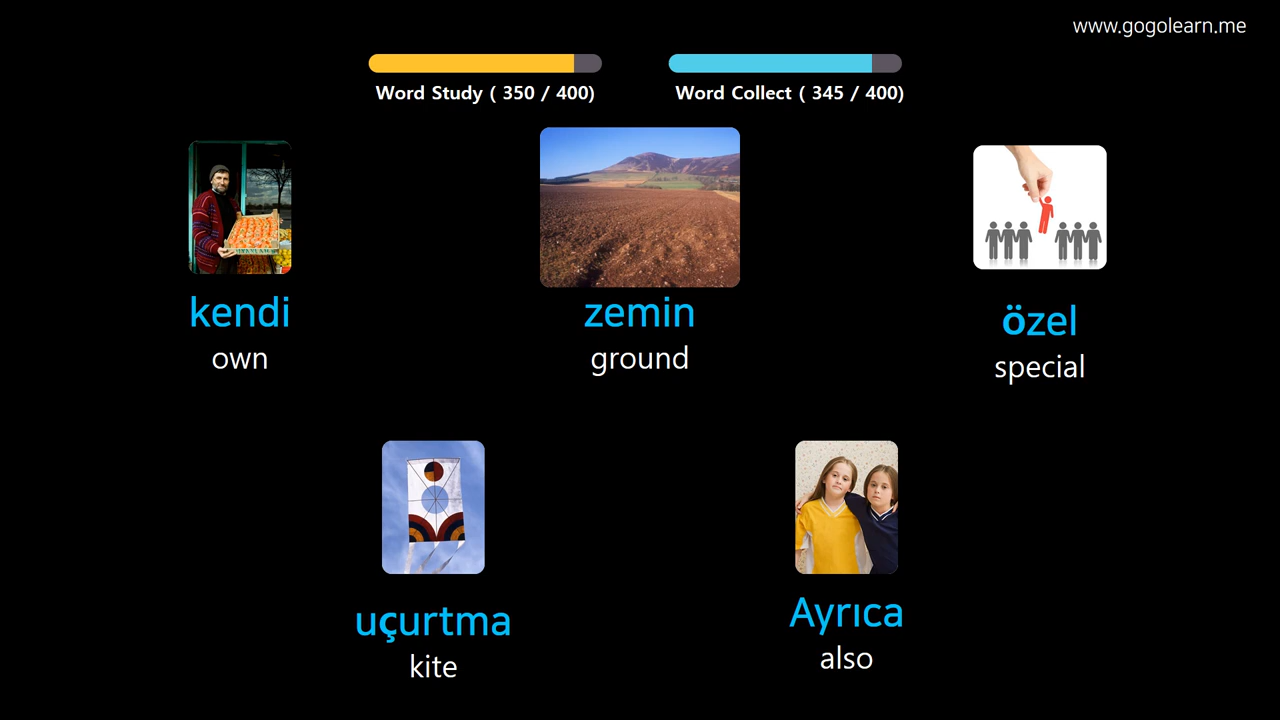 www.gogolearn.me
Word Study ( 350 / 400)
Word Collect ( 345 / 400)
kendi
own
zemin
ground
özel
special
uçurtma
kite
Ayrıca
also